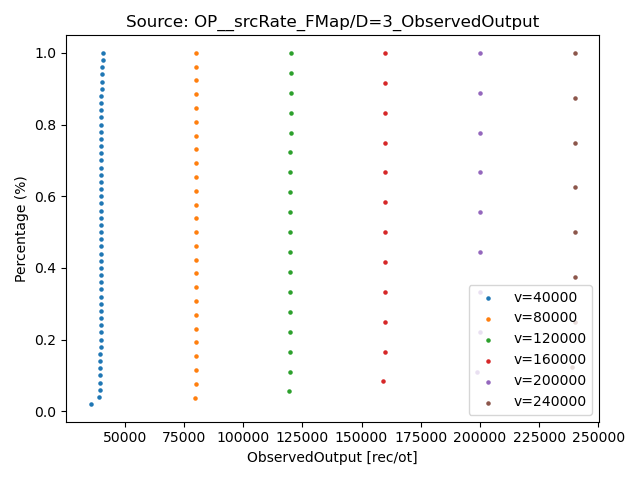 Source: OP__srcRate_FMap/D=3_ObservedOutput
Percentage (%)
1.0
0.8
0.6
0.4
0.2
0.0
v=40000
v=80000
v=120000
v=160000
v=200000
v=240000
50000 75000 100000 125000 150000 175000 200000 225000 250000
ObservedOutput [rec/ot]